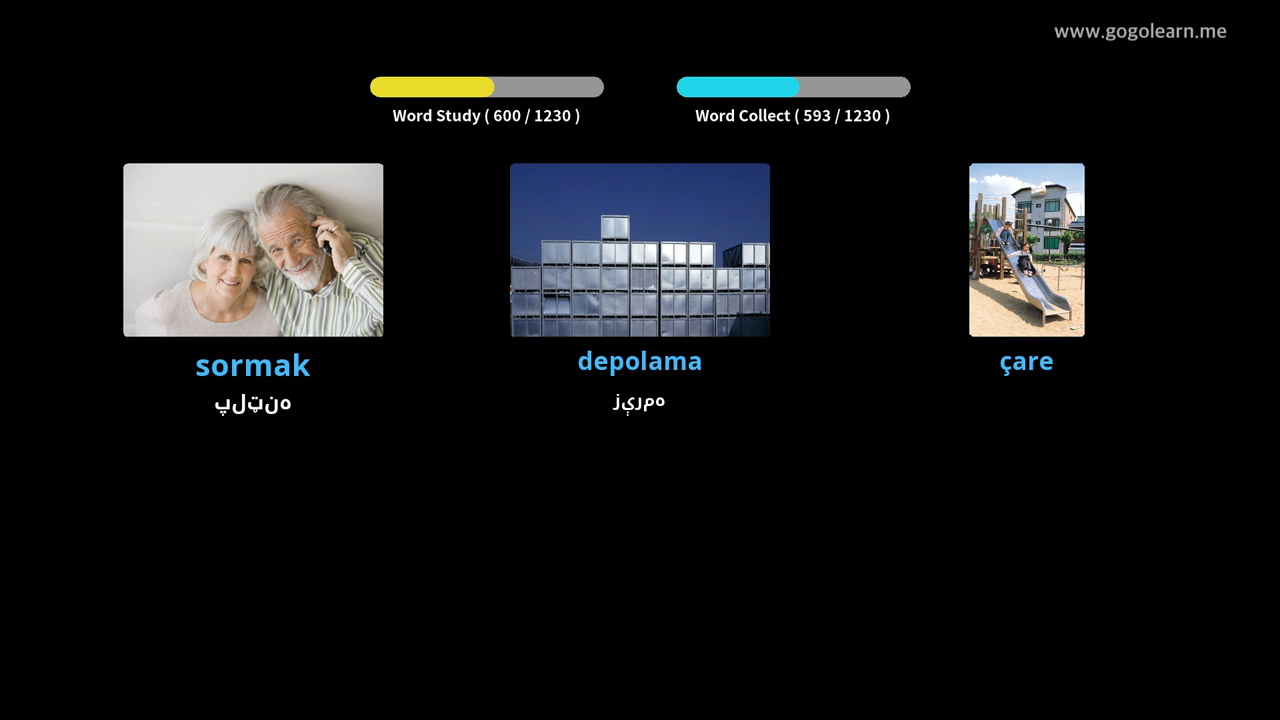 www.gogolearn.me
Word Study ( 600 / 1230 )
Word Collect ( 593 / 1230 )
sormak
پلټنه
depolama
زېرمه
çare